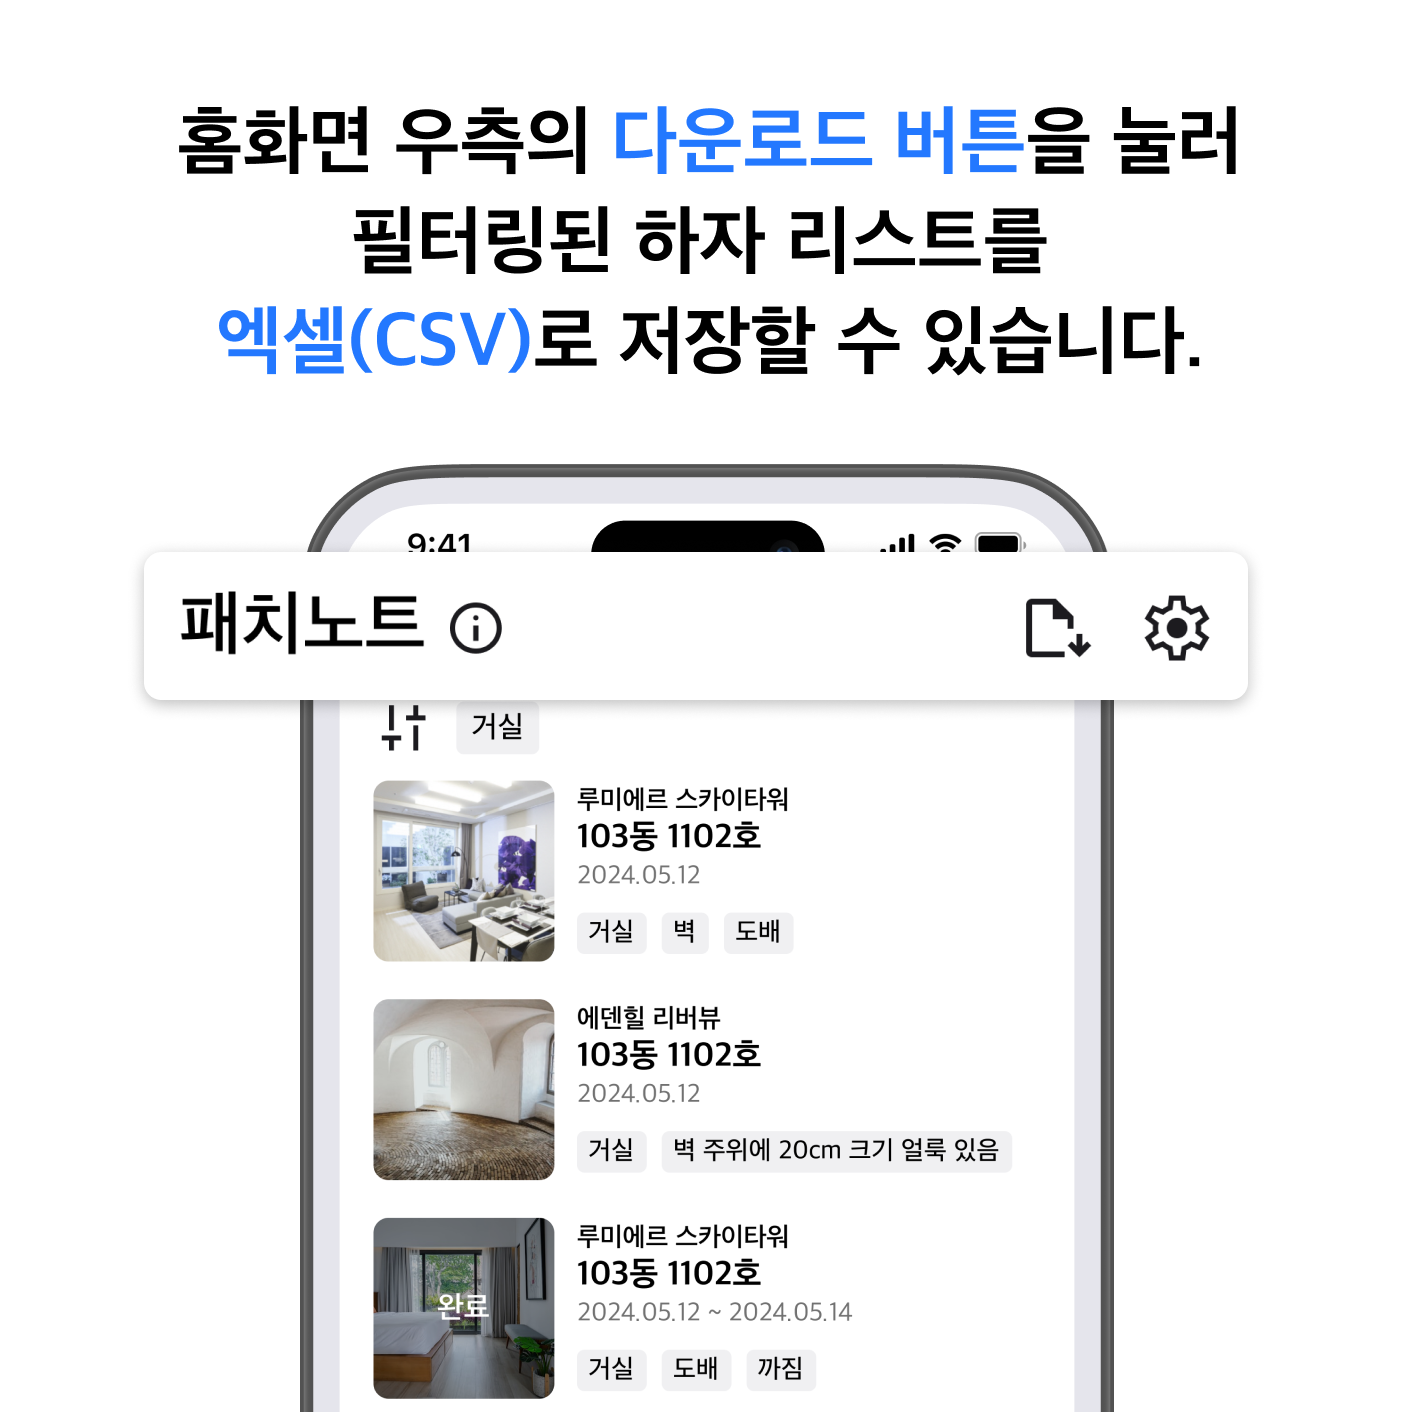 홈화면 우측의 다운로드 버튼을 눌러
필터링된 하자 리스트를
엑셀(CSV)로 저장할 수 있습니다.
9:41
패치노트
거실
루미에르 스카이타워
103동 1102호
2024.05.12
거실 벽 도배
에덴힐 리버뷰
103동 1102호
2024.05.12
거실 벽 주위에 20cm 크기 얼룩 있음
완료
루미에르 스카이타워
103동 1102호
2024.05.12 ~ 2024.05.14
거실 도배 까짐